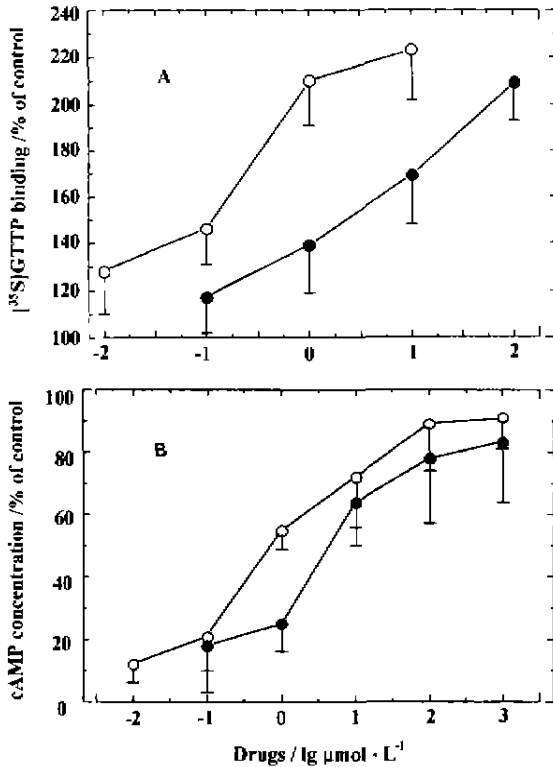 240
220
200
180
160
140
120
100
[³⁵S]GTTP binding /% of control
A
-2 -1 0 1 2
100
80
60
40
20
0
cAMP concentration /% of control
B
-2 -1 0 1 2 3
Drugs / lg μmol · L⁻¹